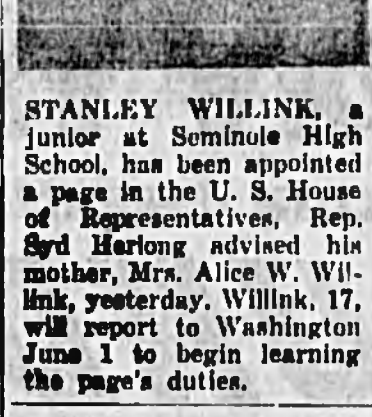 STANLEY WILLINK, a
junior at Seminole High
School, has been appointed
a page in the U. S. House
of Representatives, Rep.
Syd Herlong advised his
mother, Mrs. Alice W. Wil-
link, yesterday. Willink, 17,
will report to Washington
June 1 to begin learning
the page's duties.